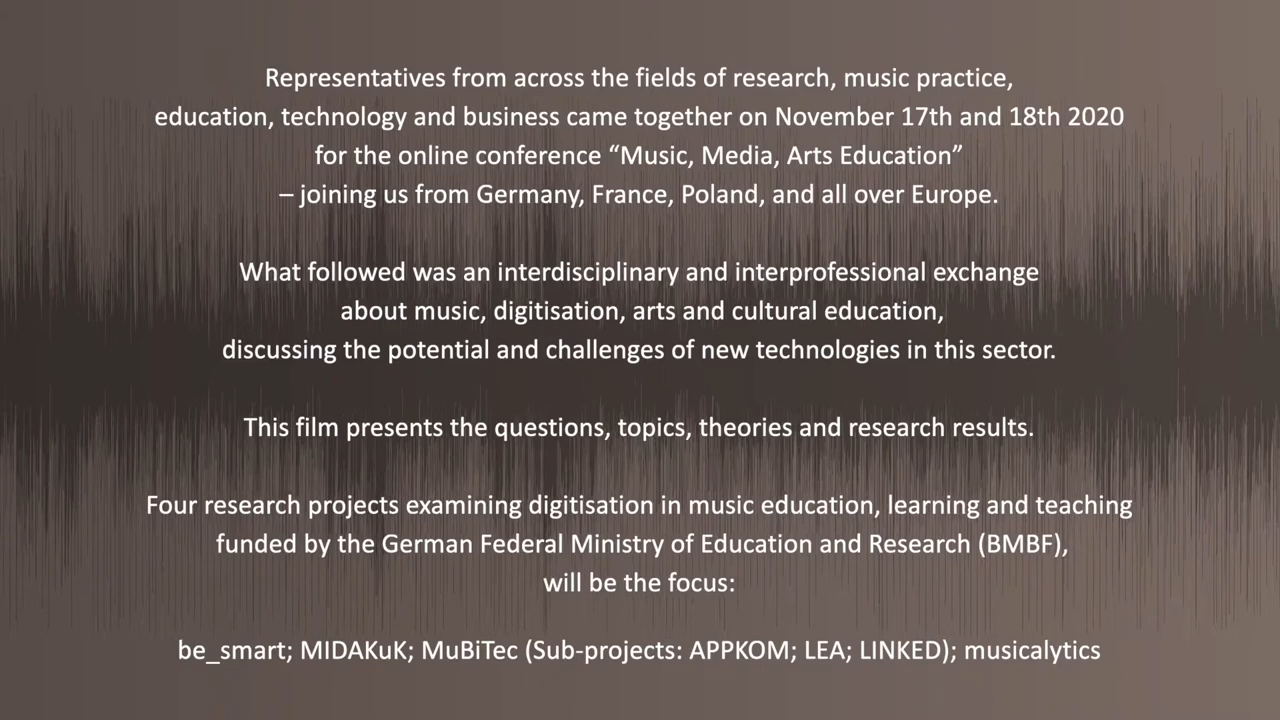 Representatives from across the fields of research, music practice,
education, technology and business came together on November 17th and 18th 2020
for the online conference “Music, Media, Arts Education”
– joining us from Germany, France, Poland, and all over Europe.
What followed was an interdisciplinary and interprofessional exchange
about music, digitisation, arts and cultural education,
discussing the potential and challenges of new technologies in this sector.
This film presents the questions, topics, theories and research results.
Four research projects examining digitisation in music education, learning and teaching
funded by the German Federal Ministry of Education and Research (BMBF),
will be the focus:
be_smart; MIDAKuK; MuBiTec (Sub-projects: APPKOM; LEA; LINKED); musicalytics